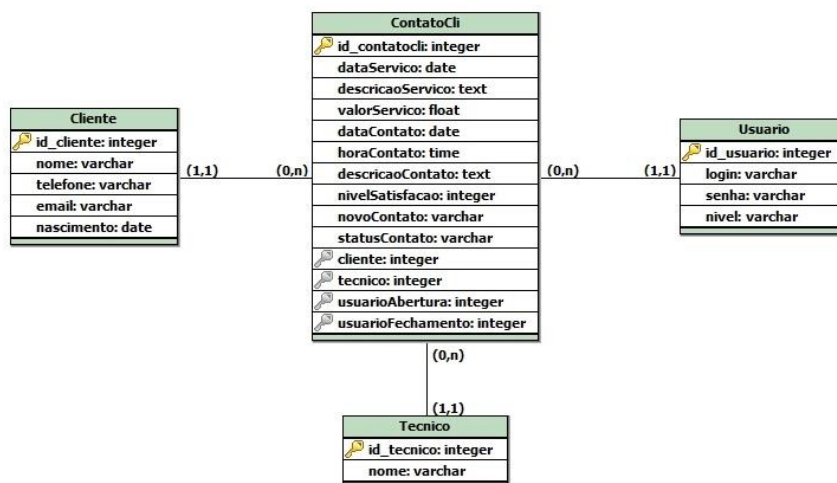 ContatoCli
id_contatocli: integer
dataServico: date
descricaoServico: text
valorServico: float
dataContato: date
horaContato: time
descricaoContato: text
nivelSatisfacao: integer
novoContato: varchar
statusContato: varchar
cliente: integer
tecnico: integer
usuarioAbertura: integer
usuarioFechamento: integer
Cliente
id_cliente: integer
nome: varchar
telefone: varchar
email: varchar
nascimento: date
(1,1)
(0,n)
(0,n)
(1,1)
Usuario
id_usuario: integer
login: varchar
senha: varchar
nivel: varchar
(0,n)
(1,1)
Tecnico
id_tecnico: integer
nome: varchar